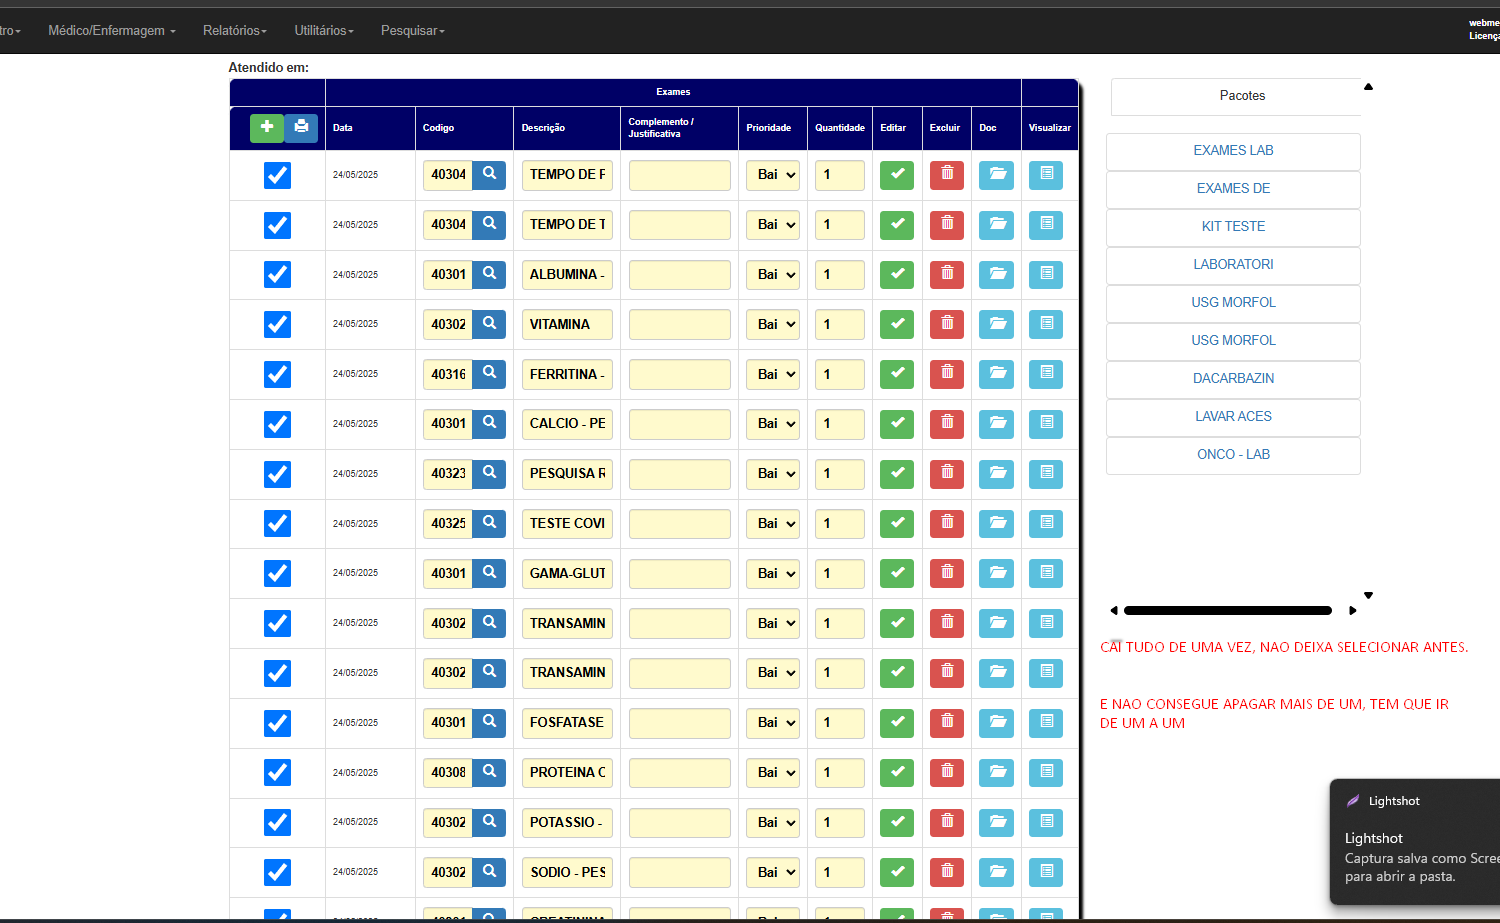 tro
Médico/Enfermagem
Relatórios
Utilitários
Pesquisar
webme
Licença
Atendido em:
Exames
Data
Codigo
Descrição
Complemento /
Justificativa
Prioridade
Quantidade
Editar
Excluir
Doc
Visualizar
24/05/2025 40304 TEMPO DE F Bai 1
24/05/2025 40304 TEMPO DE T Bai 1
24/05/2025 40301 ALBUMINA - Bai 1
24/05/2025 40302 VITAMINA Bai 1
24/05/2025 40316 FERRITINA - Bai 1
24/05/2025 40301 CALCIO - PE Bai 1
24/05/2025 40323 PESQUISA R Bai 1
24/05/2025 40325 TESTE COVI Bai 1
24/05/2025 40301 GAMA-GLUT Bai 1
24/05/2025 40302 TRANSAMIN Bai 1
24/05/2025 40302 TRANSAMIN Bai 1
24/05/2025 40301 FOSFATASE Bai 1
24/05/2025 40308 PROTEINA C Bai 1
24/05/2025 40302 POTASSIO - Bai 1
24/05/2025 40302 SODIO - PES Bai 1
Pacotes
EXAMES LAB
EXAMES DE
KIT TESTE
LABORATORI
USG MORFOL
USG MORFOL
DACARBAZIN
LAVAR ACES
ONCO - LAB
CAI TUDO DE UMA VEZ, NAO DEIXA SELECIONAR ANTES.
E NAO CONSEGUE APAGAR MAIS DE UM, TEM QUE IR
DE UM A UM
Lightshot
Lightshot
Captura salva como Scree
para abrir a pasta.